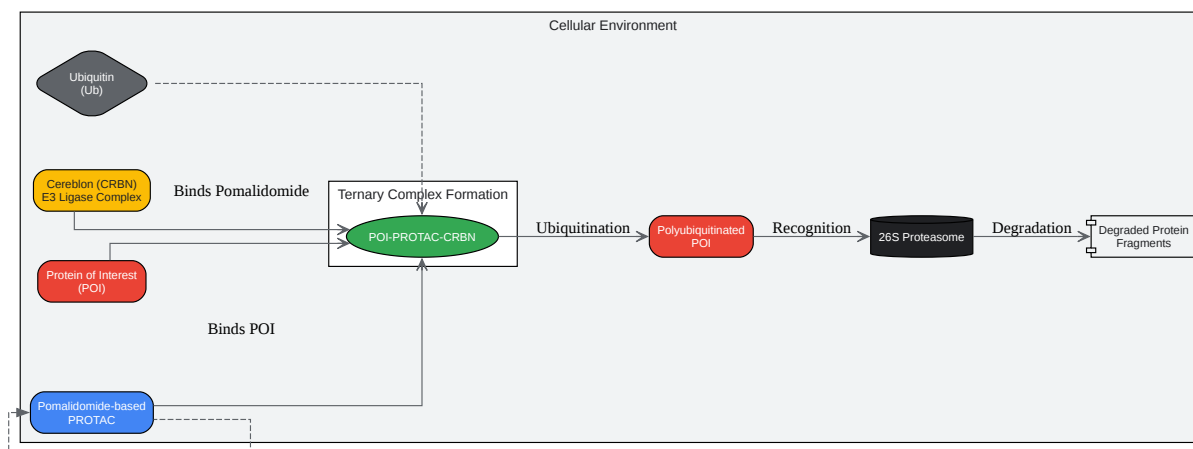 Cellular Environment
Ubiquitin
(Ub)
Cereblon (CRBN)
E3 Ligase Complex
Binds Pomalidomide
Ternary Complex Formation
POI-PROTAC-CRBN
Ubiquitination
Polyubiquitinated
POI
Recognition
26S Proteasome
Degradation
Degraded Protein
Fragments
Protein of Interest
(POI)
Binds POI
Pomalidomide-based
PROTAC